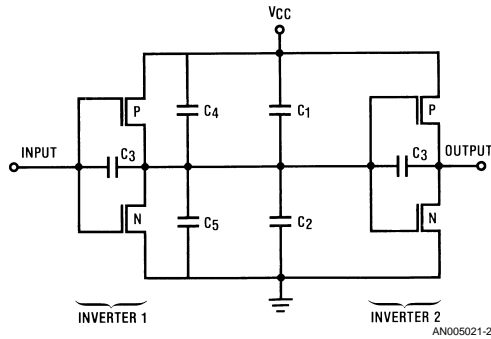 VCC
P
C4
C1
P
INPUT
C3
C3
OUTPUT
N
C5
C2
N
INVERTER 1
INVERTER 2
AN005021-2